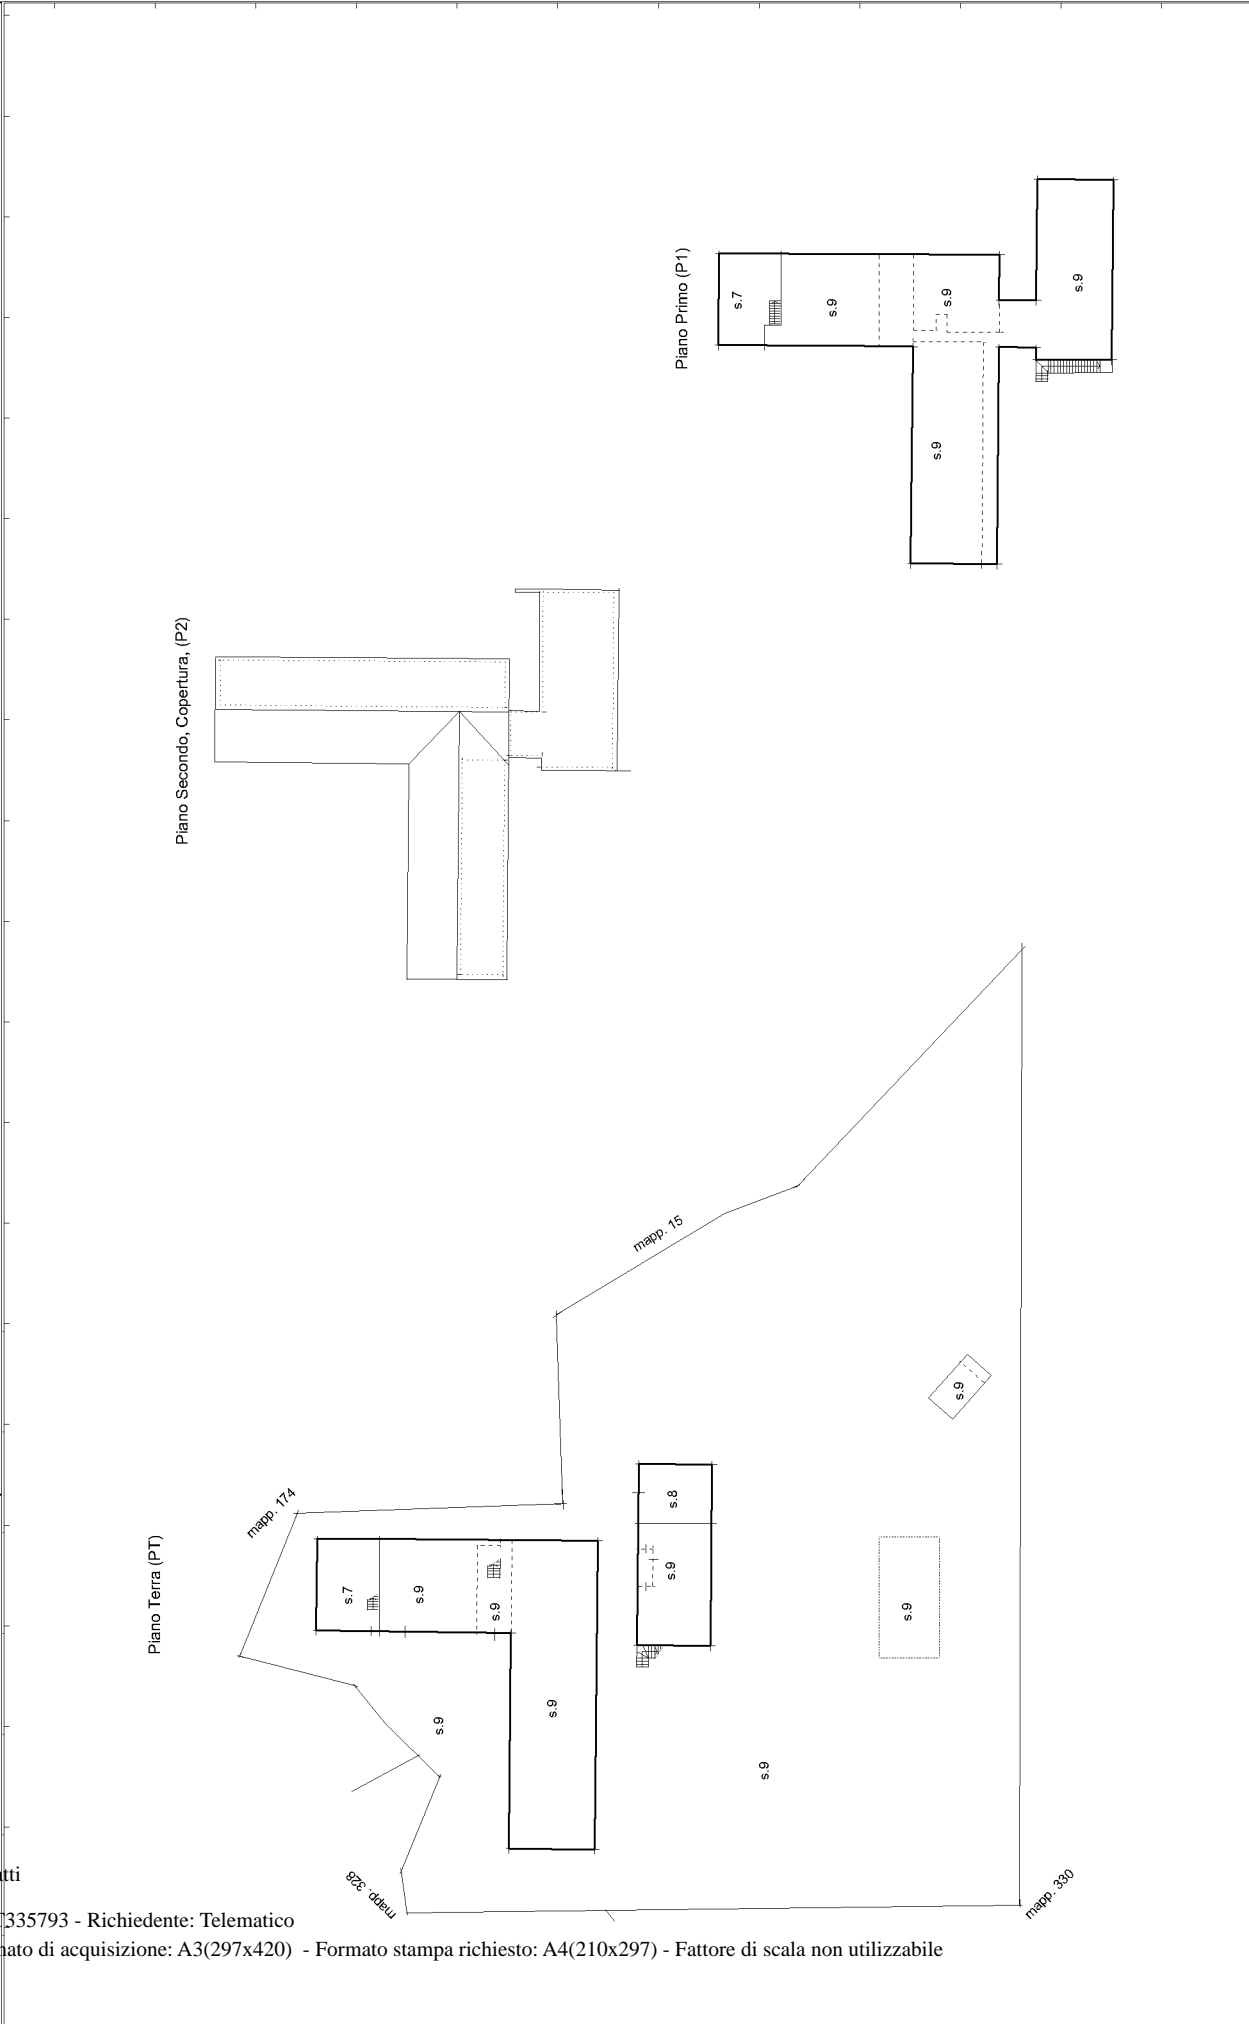 Piano Primo (P1)
s.7
s.9
s.9
s.9
s.9
Piano Secondo, Copertura, (P2)
mapp. 15
mapp. 174
Piano Terra (PT)
s.7
s.9
s.9
s.9
s.9
s.8
s.9
s.9
s.9
s.9
mapp. 328
mapp. 330
335793 - Richiedente: Telematico
di acquisizione: A3(297x420) - Formato stampa richiesto: A4(210x297) - Fattore di scala non utilizzabile